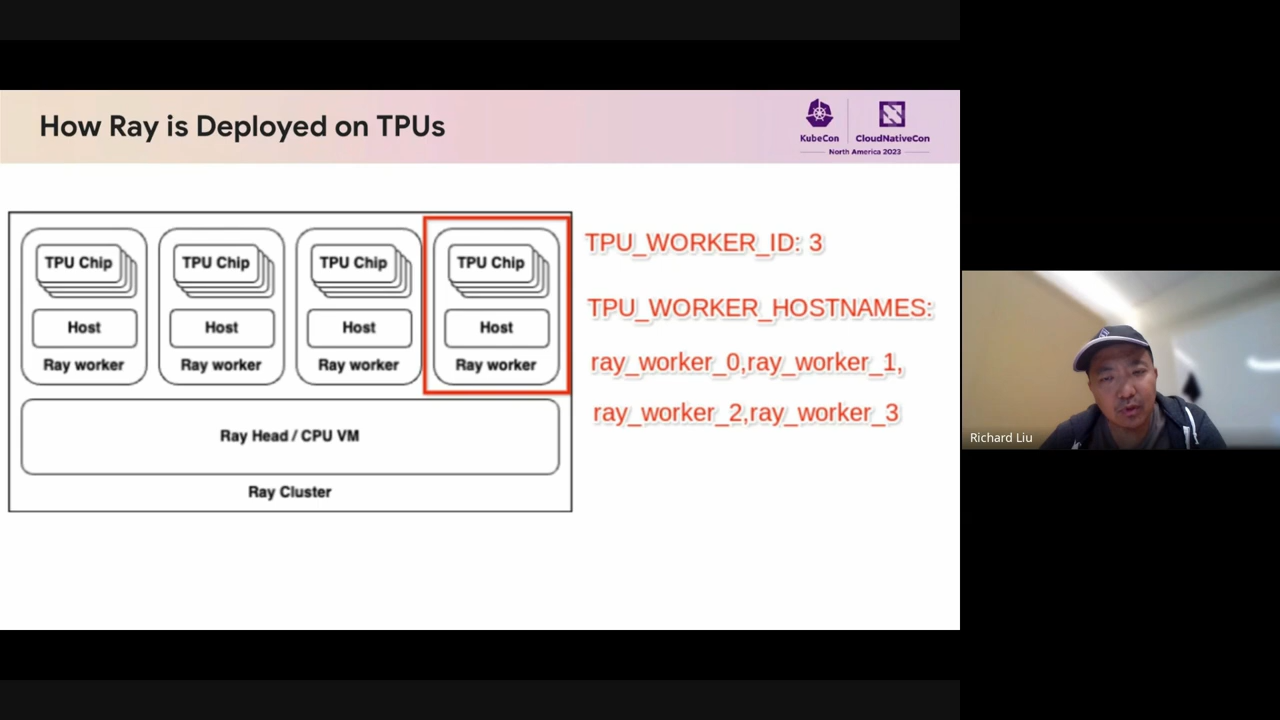 How Ray is Deployed on TPUs
KubeCon
CloudNativeCon
North America 2023
TPU Chip
TPU Chip
TPU Chip
TPU Chip
Host
Host
Host
Host
Ray worker
Ray worker
Ray worker
Ray worker
Ray Head / CPU VM
Ray Cluster
TPU_WORKER_ID: 3
TPU_WORKER_HOSTNAMES:
ray_worker_0,ray_worker_1,
ray_worker_2,ray_worker_3
Richard Liu